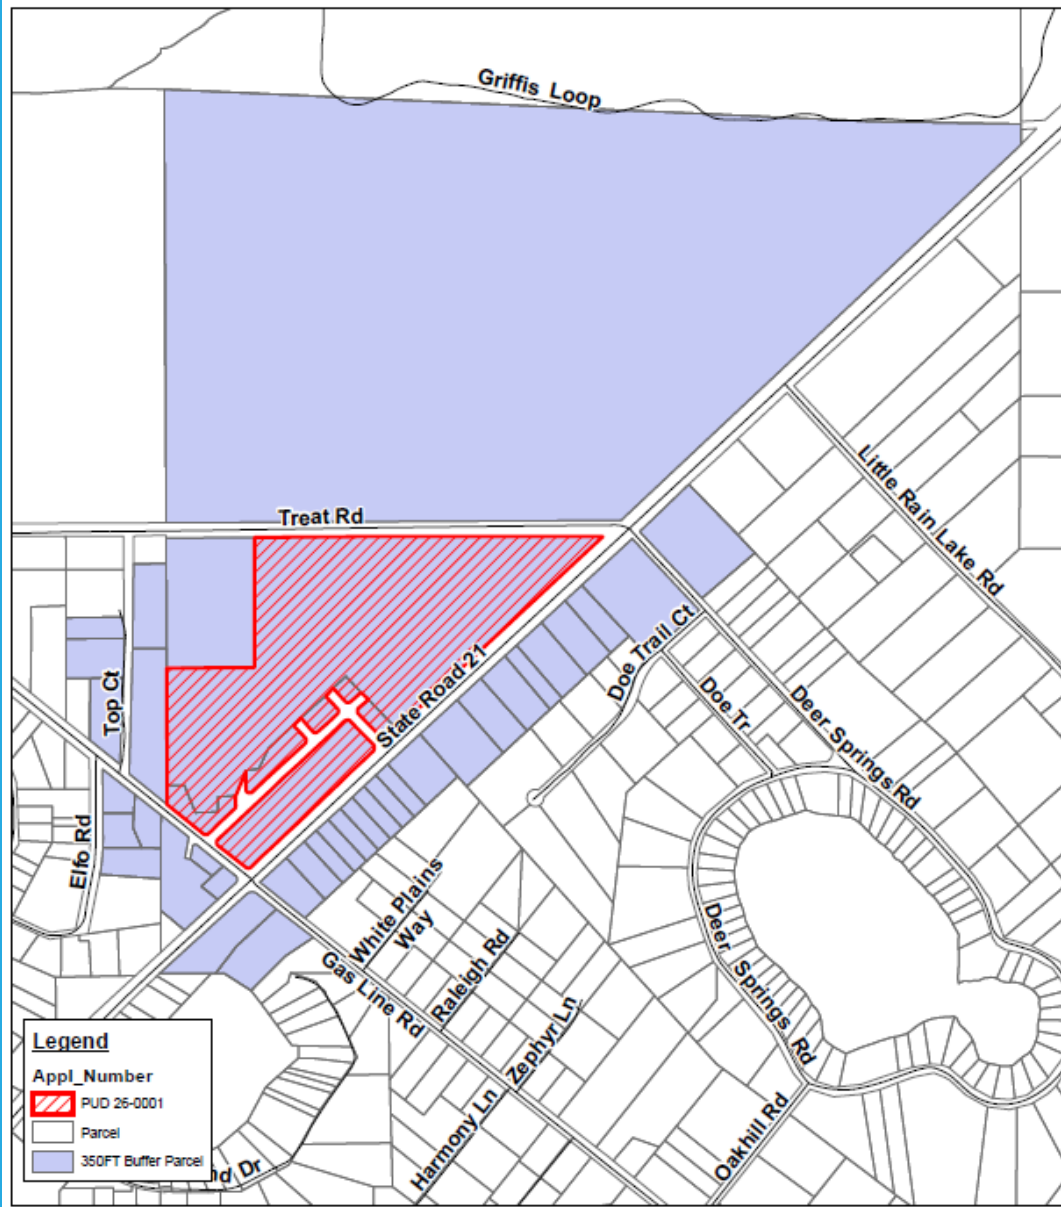 Griffis Loop
Little Rain Lake Rd
Treat Rd
Doe Trail Ct
State Road 21
Top Ct
Doe Tr
Deer Springs Rd
Elfo Rd
White Plains
Way
Raleigh Rd
Deer Springs Rd
Gas Line Rd
Zephyr Ln
Harmony Ln
Oakhill Rd
Legend
Appl_Number
PUD 26-0001
Parcel
350FT Buffer Parcel
Dr